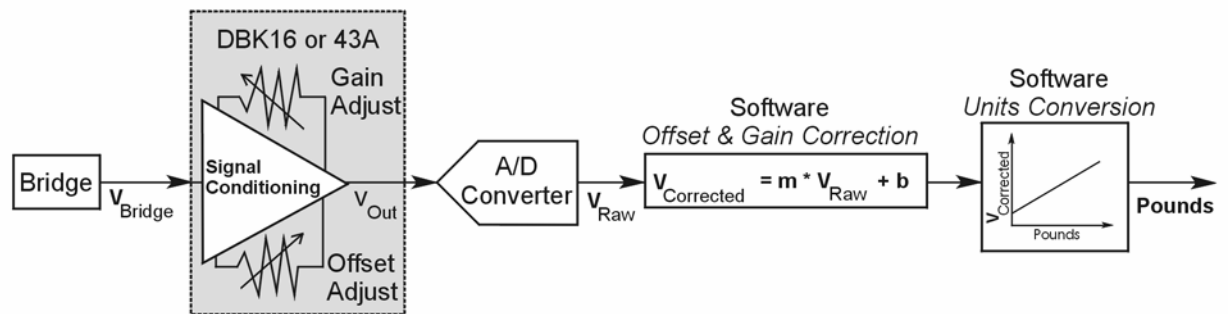 DBK16 or 43A
Gain
Adjust
Signal
Conditioning
Offset
Adjust
Bridge
V Bridge
V Out
A/D
Converter
V Raw
Software
Offset & Gain Correction
V Corrected = m * V Raw + b
Software
Units Conversion
V Corrected
Pounds
Pounds